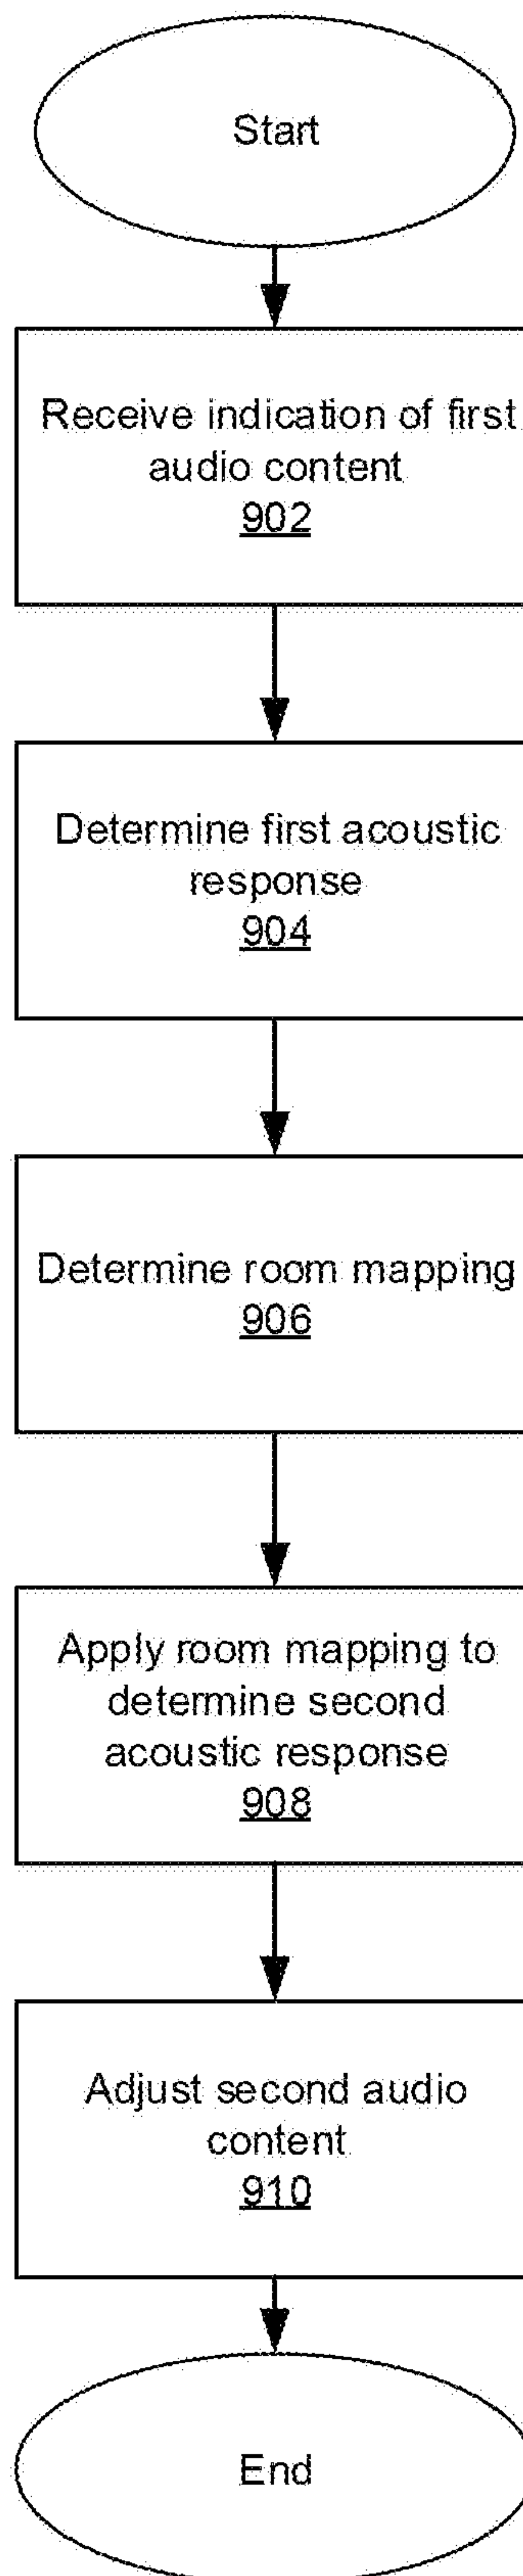 Start
Receive indication of first
audio content
902
Determine first acoustic
response
904
Determine room mapping
906
Apply room mapping to
determine second
acoustic response
908
Adjust second audio
content
910
End